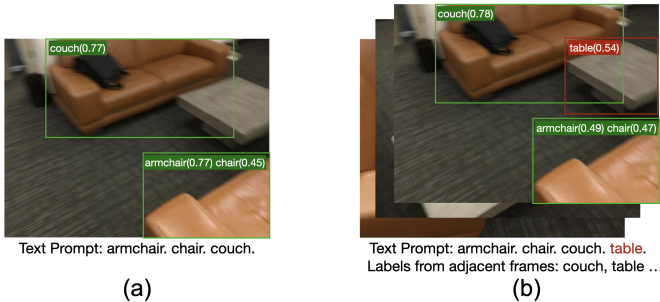 couch(0.77)
armchair(0.77) chair(0.45)
Text Prompt: armchair. chair. couch.
(a)
couch(0.78)
table(0.54)
armchair(0.49) chair(0.47)
Text Prompt: armchair. chair. couch. table.
Labels from adjacent frames: couch, table ...
(b)